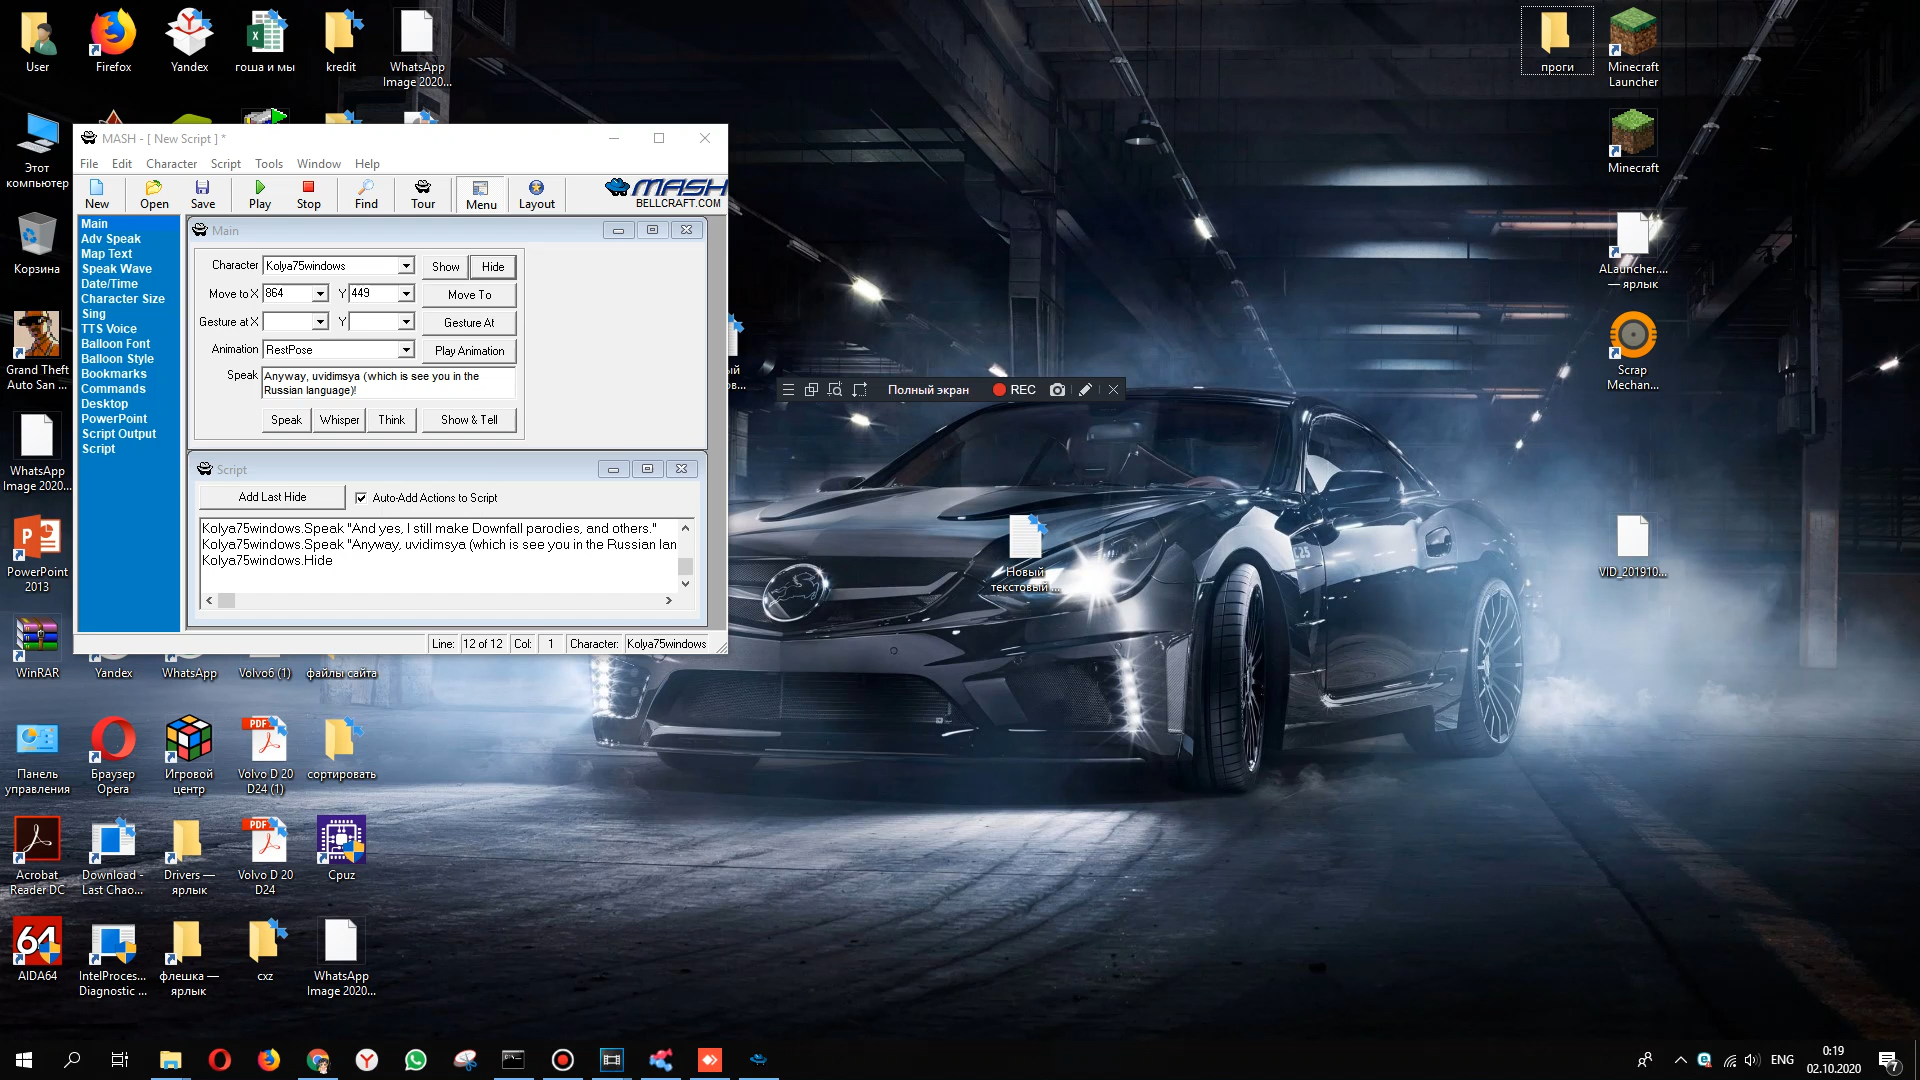 User
Firefox
Yandex
гоша и мы
kredit
WhatsApp
Image 2020...
проги
Minecraft
Launcher
Этот
компьютер
Minecraft
MASH - [ New Script ] *
File Edit Character Script Tools Window Help
New Open Save Play Stop Find Tour Menu Layout
MASH
BELLCRAFT.COM
Main
Adv Speak
Map Text
Speak Wave
Date/Time
Character Size
Sing
TTS Voice
Balloon Font
Balloon Style
Bookmarks
Commands
Desktop
PowerPoint
Script Output
Script
Main
Character Kolya75windows Show Hide
Move to X 864 Y 449 Move To
Gesture at X Y Gesture At
Animation RestPose Play Animation
Speak Anyway, uvidimsya (which is see you in the
Russian language)!
Speak Whisper Think Show & Tell
Script
Add Last Hide Auto-Add Actions to Script
Kolya75windows.Speak "And yes, I still make Downfall parodies, and others."
Kolya75windows.Speak "Anyway, uvidimsya (which is see you in the Russian lan
Kolya75windows.Hide
Line: 12 of 12 Col: 1 Character: Kolya75windows
Корзина
ALauncher....
— ярлык
Grand Theft
Auto San ...
Scrap
Mechan...
Полный экран REC
WhatsApp
Image 2020...
PowerPoint
2013
Новый
текстовый ...
VID_201910...
WinRAR
Yandex
WhatsApp
Volvo6 (1)
файлы сайта
Панель
управления
Браузер
Opera
Игровой
центр
PDF
Volvo D 20
D24 (1)
сортировать
Acrobat
Reader DC
Download -
Last Chao...
Drivers —
ярлык
PDF
Volvo D 20
D24
Cpuz
64
AIDA64
IntelProces...
Diagnostic ...
флешка —
ярлык
схz
WhatsApp
Image 2020...
ENG
0:19
02.10.2020
7